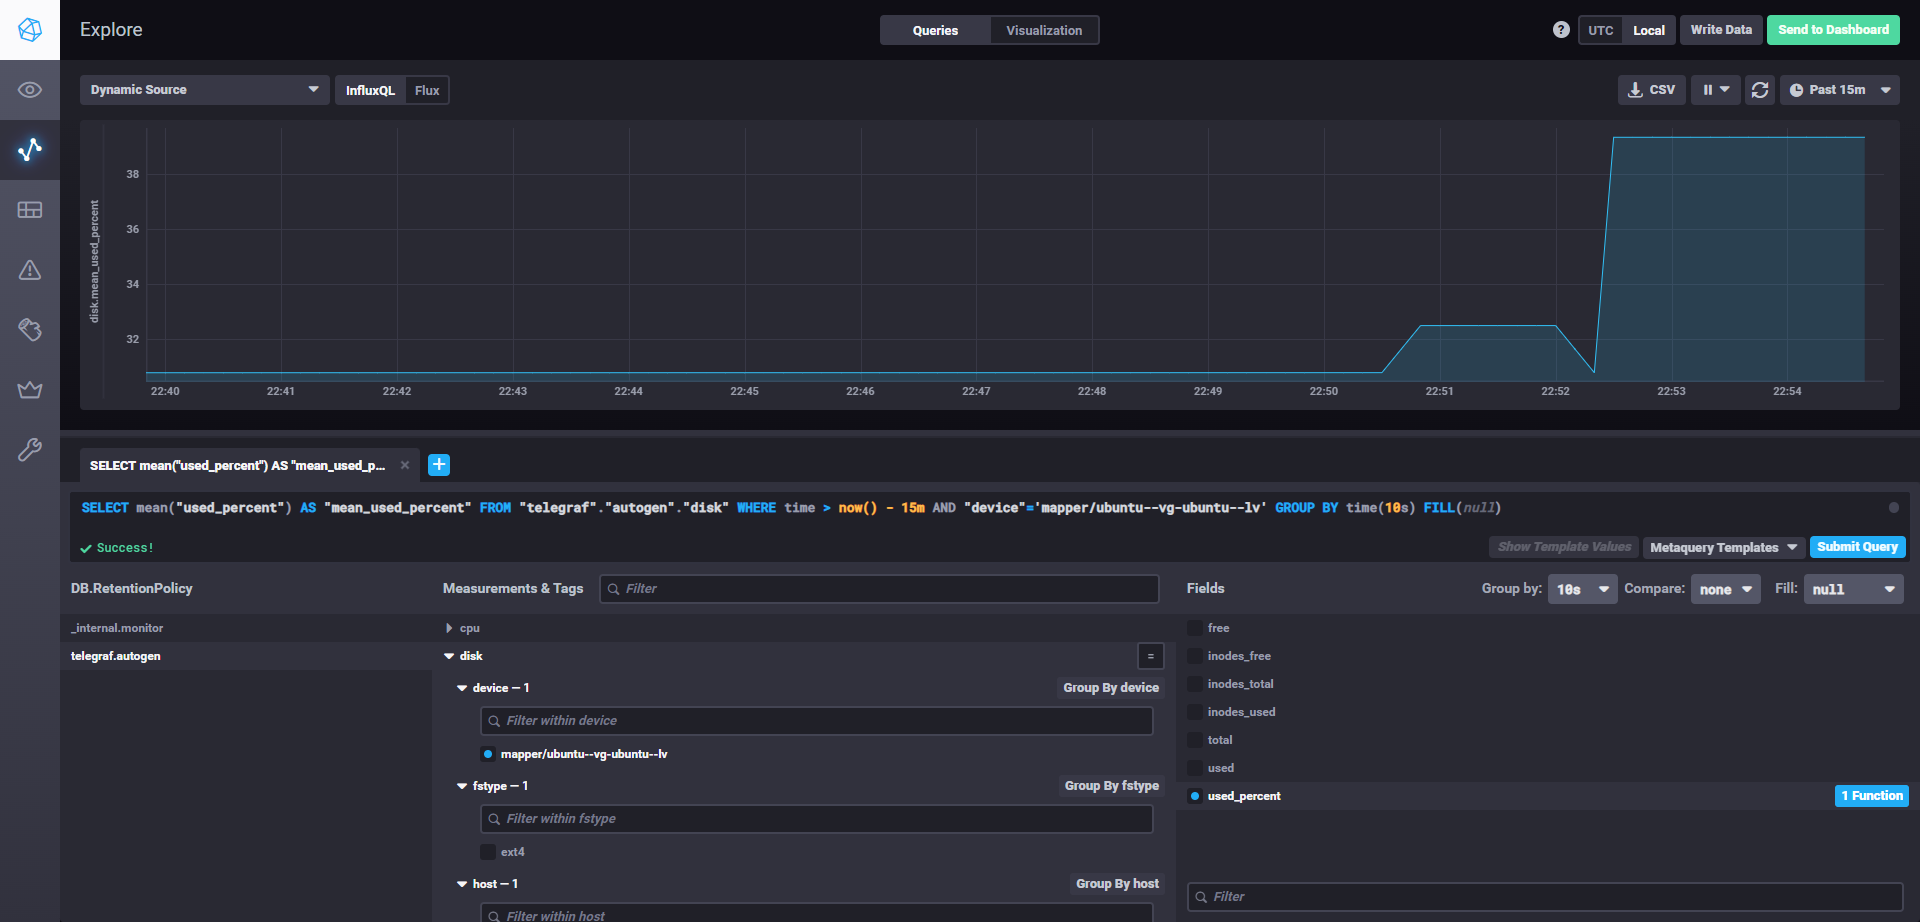 Explore
Queries
Visualization
?
UTC
Local
Write Data
Send to Dashboard
Dynamic Source
InfluxQL
Flux
CSV
Past 15m
disk.mean_used_percent
38
36
34
32
22:40 22:41 22:42 22:43 22:44 22:45 22:46 22:47 22:48 22:49 22:50 22:51 22:52 22:53 22:54
SELECT mean("used_percent") AS "mean_used_p...
SELECT mean("used_percent") AS "mean_used_percent" FROM "telegraf"."autogen"."disk" WHERE time > now() - 15m AND "device"='mapper/ubuntu--vg-ubuntu--lv' GROUP BY time(10s) FILL(null)
Success!
Show Template Values
Metaquery Templates
Submit Query
DB.RetentionPolicy
_internal.monitor
telegraf.autogen
Measurements & Tags
Filter
cpu
disk
=
device — 1
Group By device
Filter within device
mapper/ubuntu--vg-ubuntu--lv
fstype — 1
Group By fstype
Filter within fstype
ext4
host — 1
Group By host
Filter within host
Fields
Group by: 10s
Compare: none
Fill: null
free
inodes_free
inodes_total
inodes_used
total
used
used_percent
1 Function
Filter